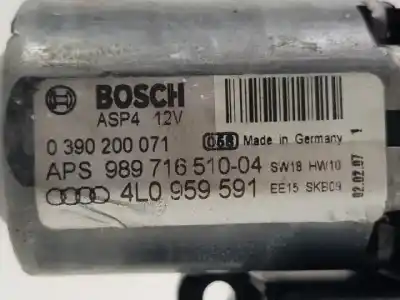 BOSCH
ASP4 12V
0 390 200 071 Made in Germany
APS 989 716 510-04 SW18 HW10
4L0 959 591 EE15 SKB09
02.02.07 1